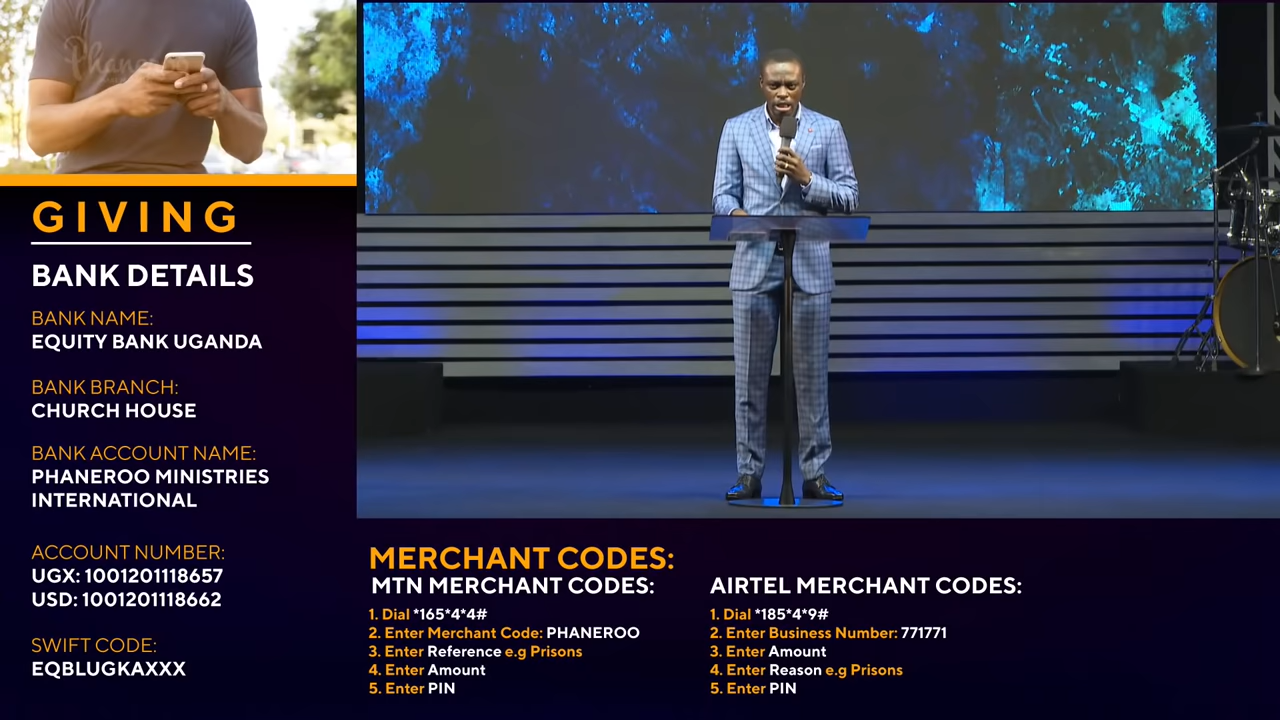 Phaneroo
GIVING
BANK DETAILS
BANK NAME:
EQUITY BANK UGANDA
BANK BRANCH:
CHURCH HOUSE
BANK ACCOUNT NAME:
PHANEROO MINISTRIES
INTERNATIONAL
ACCOUNT NUMBER:
UGX: 1001201118657
USD: 1001201118662
SWIFT CODE:
EQBLUGKAXXX
MERCHANT CODES:
MTN MERCHANT CODES:
1. Dial *165*4*4#
2. Enter Merchant Code: PHANEROO
3. Enter Reference e.g Prisons
4. Enter Amount
5. Enter PIN
AIRTEL MERCHANT CODES:
1. Dial *185*4*9#
2. Enter Business Number: 771771
3. Enter Amount
4. Enter Reason e.g Prisons
5. Enter PIN